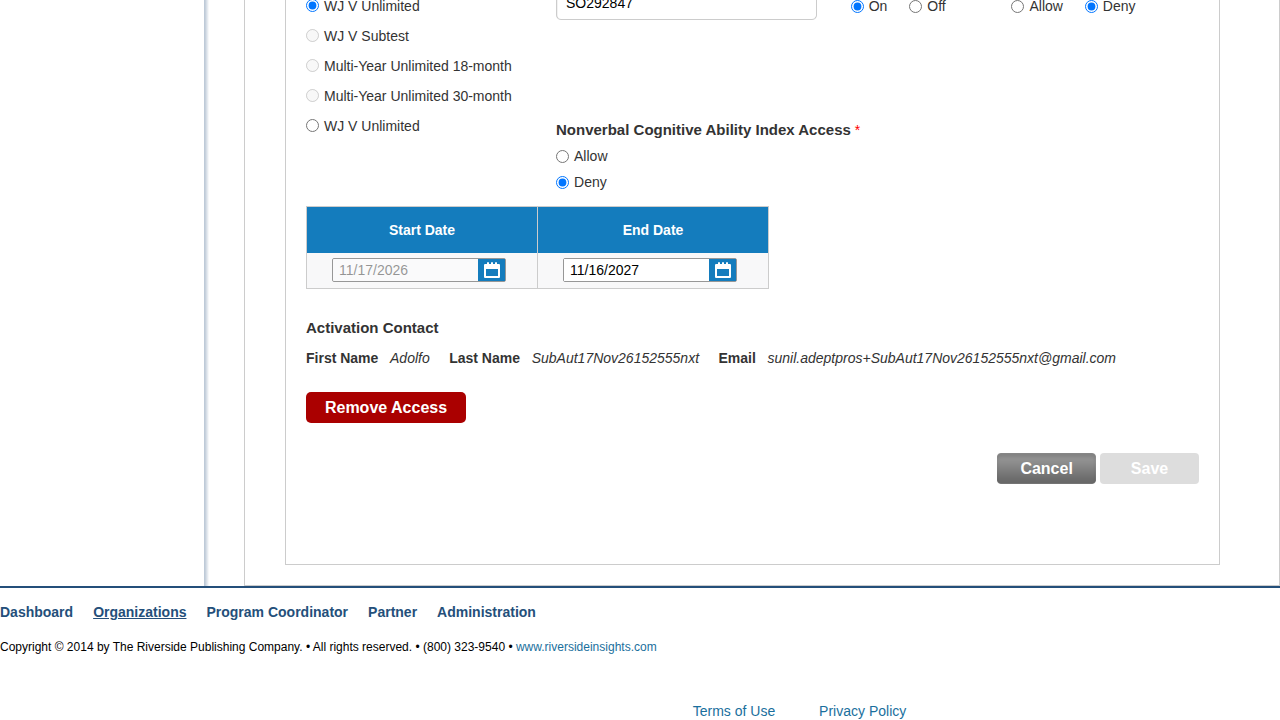 WJ V Unlimited SO292847 On Off Allow Deny
WJ V Subtest
Multi-Year Unlimited 18-month
Multi-Year Unlimited 30-month
WJ V Unlimited
Nonverbal Cognitive Ability Index Access *
Allow
Deny
Start Date End Date
11/17/2026 11/16/2027
Activation Contact
First Name Adolfo Last Name SubAut17Nov26152555nxt Email sunil.adeptpros+SubAut17Nov26152555nxt@gmail.com
Remove Access
Cancel Save
Dashboard Organizations Program Coordinator Partner Administration
Copyright © 2014 by The Riverside Publishing Company. • All rights reserved. • (800) 323-9540 • www.riversideinsights.com
Terms of Use Privacy Policy